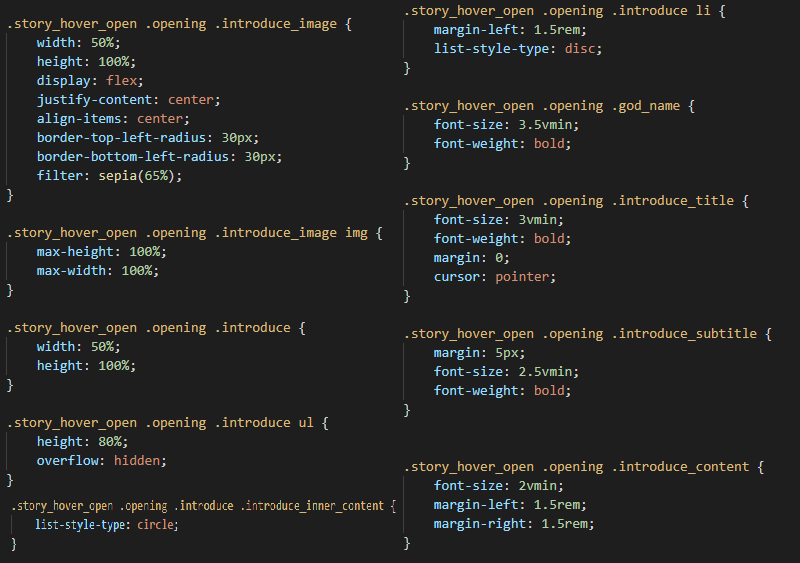 .story_hover_open .opening .introduce_image {
width: 50%;
height: 100%;
display: flex;
justify-content: center;
align-items: center;
border-top-left-radius: 30px;
border-bottom-left-radius: 30px;
filter: sepia(65%);
}
.story_hover_open .opening .introduce_image img {
max-height: 100%;
max-width: 100%;
}
.story_hover_open .opening .introduce {
width: 50%;
height: 100%;
}
.story_hover_open .opening .introduce ul {
height: 80%;
overflow: hidden;
}
.story_hover_open .opening .introduce .introduce_inner_content {
list-style-type: circle;
}
.story_hover_open .opening .introduce li {
margin-left: 1.5rem;
list-style-type: disc;
}
.story_hover_open .opening .god_name {
font-size: 3.5vmin;
font-weight: bold;
}
.story_hover_open .opening .introduce_title {
font-size: 3vmin;
font-weight: bold;
margin: 0;
cursor: pointer;
}
.story_hover_open .opening .introduce_subtitle {
margin: 5px;
font-size: 2.5vmin;
font-weight: bold;
}
.story_hover_open .opening .introduce_content {
font-size: 2vmin;
margin-left: 1.5rem;
margin-right: 1.5rem;
}